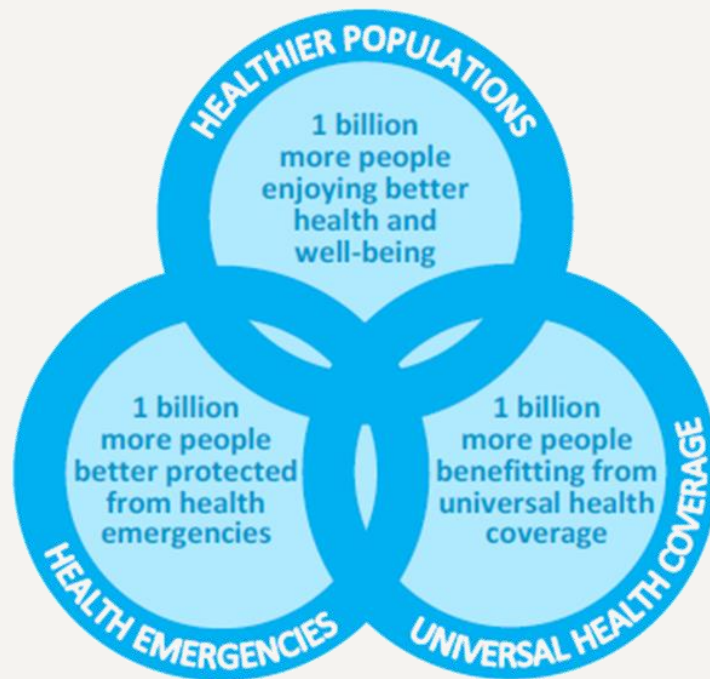 HEALTHIER POPULATIONS
1 billion
more people
enjoying better
health and
well-being
1 billion
more people
better protected
from health
emergencies
HEALTH EMERGENCIES
1 billion
more people
benefitting from
universal health
coverage
UNIVERSAL HEALTH COVERAGE